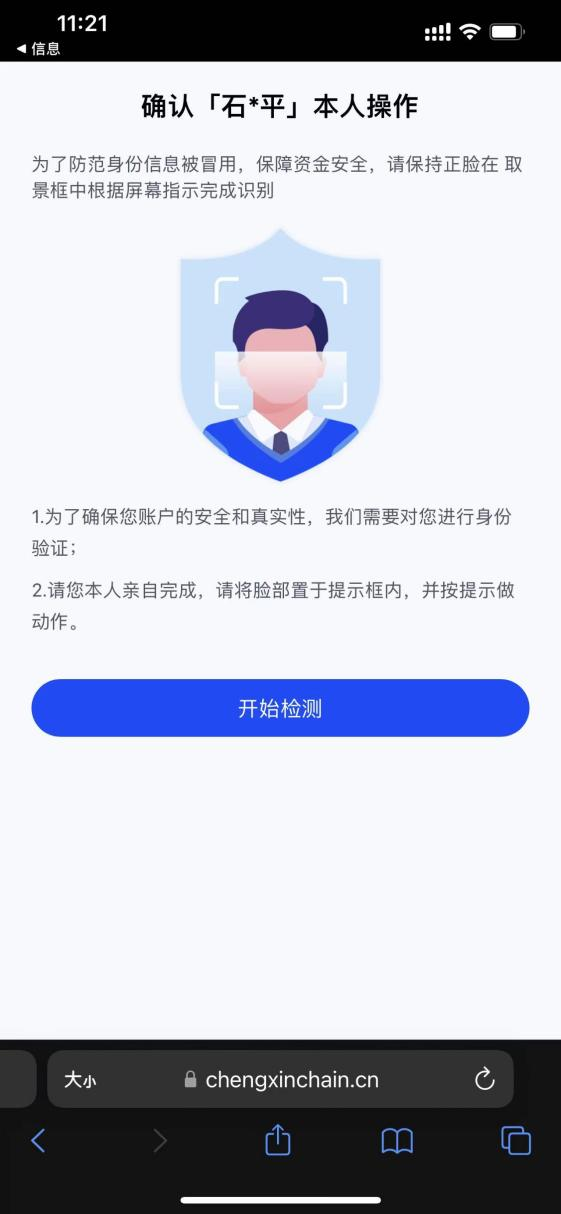 11:21
◀ 信息
确认「石*平」本人操作
为了防范身份信息被冒用，保障资金安全，请保持正脸在 取
景框中根据屏幕指示完成识别
1.为了确保您账户的安全和真实性，我们需要对您进行身份
验证；
2.请您本人亲自完成，请将脸部置于提示框内，并按提示做
动作。
开始检测
大小 chengxinchain.cn